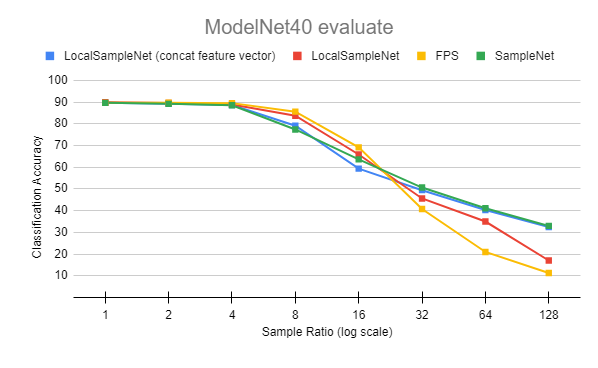 ModelNet40 evaluate
LocalSampleNet (concat feature vector) LocalSampleNet FPS SampleNet
100
90
80
70
60
50
40
30
20
10
Classification Accuracy
1 2 4 8 16 32 64 128
Sample Ratio (log scale)